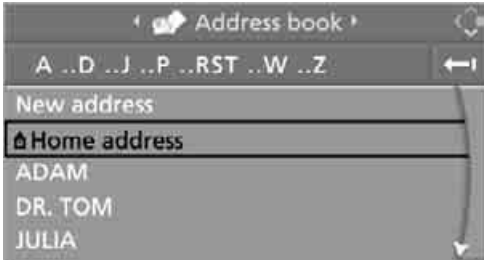 Address book
A ..D ..J ..P ..RST ..W ..Z
New address
Home address
ADAM
DR. TOM
JULIA